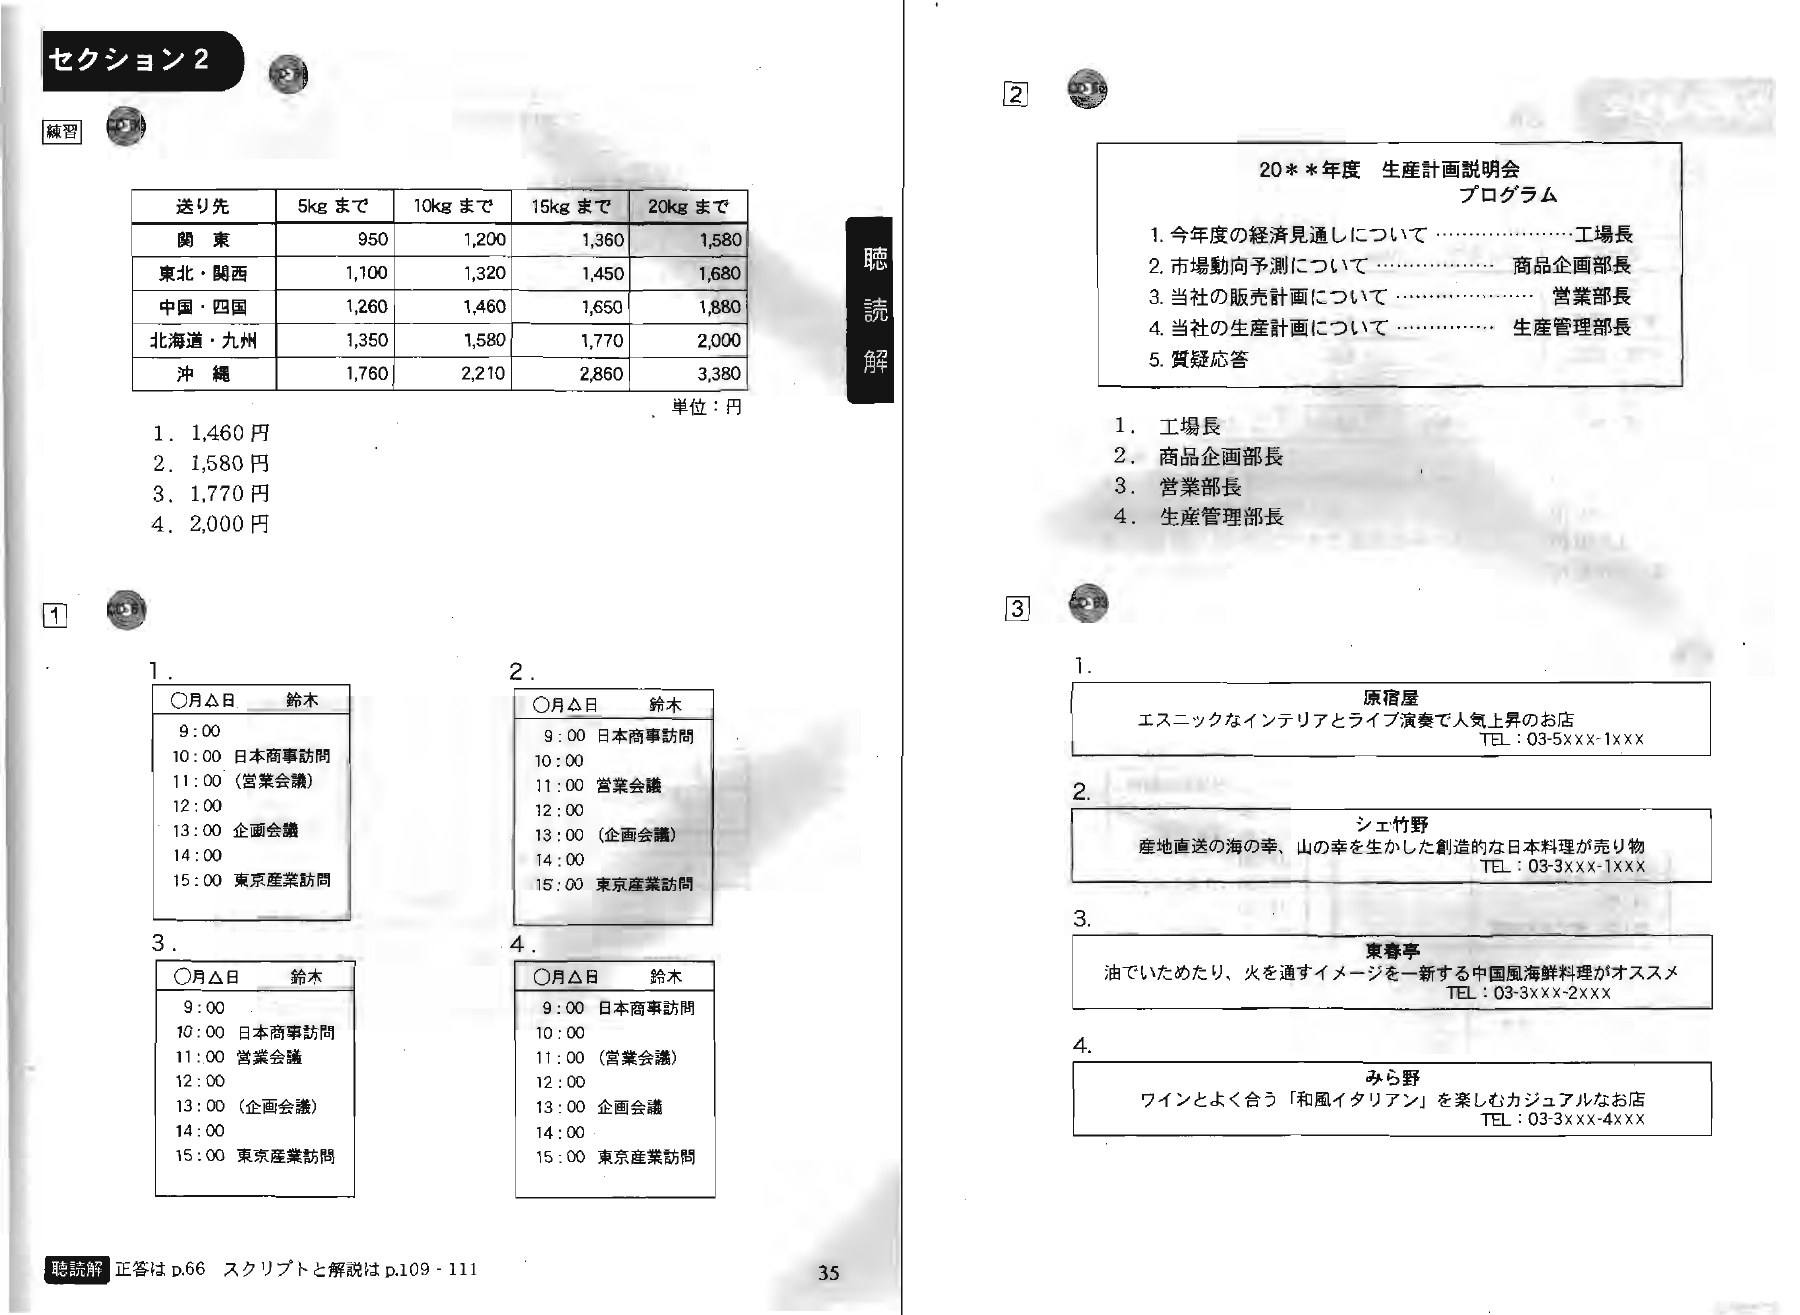 セクション 2
練習
送り先 5kg まで 10kg まで 15kg まで 20kg まで
関 東 950 1,200 1,360 1,580
東北・関西 1,100 1,320 1,450 1,680
中国・四国 1,260 1,460 1,650 1,880
北海道・九州 1,350 1,580 1,770 2,000
沖 縄 1,760 2,210 2,860 3,380
単位：円
1. 1,460 円
2. 1,580 円
3. 1,770 円
4. 2,000 円
聴読解
1
1.
○月△日 鈴木
9:00
10:00 日本商事訪問
11:00 (営業会議)
12:00
13:00 企画会議
14:00
15:00 東京産業訪問
2.
○月△日 鈴木
9:00 日本商事訪問
10:00
11:00 営業会議
12:00
13:00 (企画会議)
14:00
15:00 東京産業訪問
3.
○月△日 鈴木
9:00
10:00 日本商事訪問
11:00 営業会議
12:00
13:00 (企画会議)
14:00
15:00 東京産業訪問
4.
○月△日 鈴木
9:00 日本商事訪問
10:00
11:00 (営業会議)
12:00
13:00 企画会議
14:00
15:00 東京産業訪問
聴読解 正答は p.66 スクリプトと解説は p.109 - 111
35
2
20＊＊年度 生産計画説明会
プログラム
1. 今年度の経済見通しについて …………………工場長
2. 市場動向予測について ……………… 商品企画部長
3. 当社の販売計画について ………………… 営業部長
4. 当社の生産計画について …………… 生産管理部長
5. 質疑応答
1. 工場長
2. 商品企画部長
3. 営業部長
4. 生産管理部長
3
1.
原宿屋
エスニックなインテリアとライブ演奏で人気上昇のお店
TEL：03-5xxx-1xxx
2.
シェ竹野
産地直送の海の幸、山の幸を生かした創造的な日本料理が売り物
TEL：03-3xxx-1xxx
3.
東春亭
油でいためたり、火を通すイメージを一新する中国風海鮮料理がオススメ
TEL：03-3xxx-2xxx
4.
みら野
ワインとよく合う「和風イタリアン」を楽しむカジュアルなお店
TEL：03-3xxx-4xxx